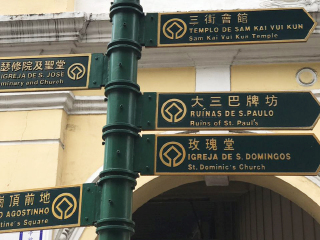 三街會館
TEMPLO DE SAM KAI VUI KUN
Sam Kai Vui Kun Temple
瑟修院及聖堂
IGREJA DE S. JOSÉ
minary and Church
大三巴牌坊
RUÍNAS DE S. PAULO
Ruins of St. Paul's
玫瑰堂
IGREJA DE S. DOMINGOS
St. Dominic's Church
崗頂前地
O AGOSTINHO
tine's Square